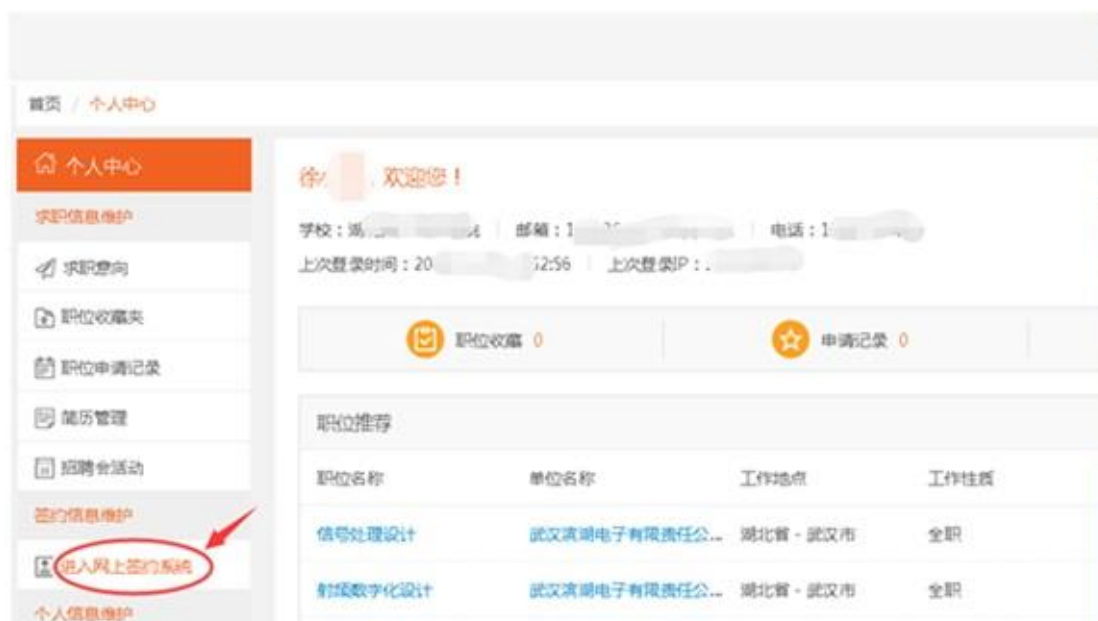 首页 / 个人中心
个人中心
求职信息维护
求职意向
职位收藏夹
职位申请记录
简历管理
招聘会活动
签约信息维护
进入网上签约系统
个人信息维护
徐 , 欢迎您!
学校:湖 邮箱:1 电话:1
上次登录时间:20 12:56 上次登录IP:
职位收藏 0 申请记录 0
职位推荐
职位名称 单位名称 工作地点 工作性质
信号处理设计 武汉滨湖电子有限责任公... 湖北省 - 武汉市 全职
射频数字化设计 武汉滨湖电子有限责任公... 湖北省 - 武汉市 全职